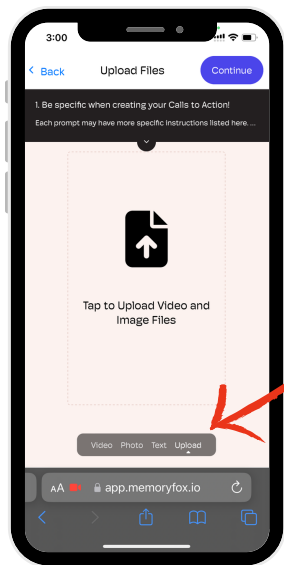 3:00
Back
Upload Files
Continue
1. Be specific when creating your Calls to Action!
Each prompt may have more specific instructions listed here. ...
Tap to Upload Video and
Image Files
Video Photo Text Upload
AA app.memoryfox.io